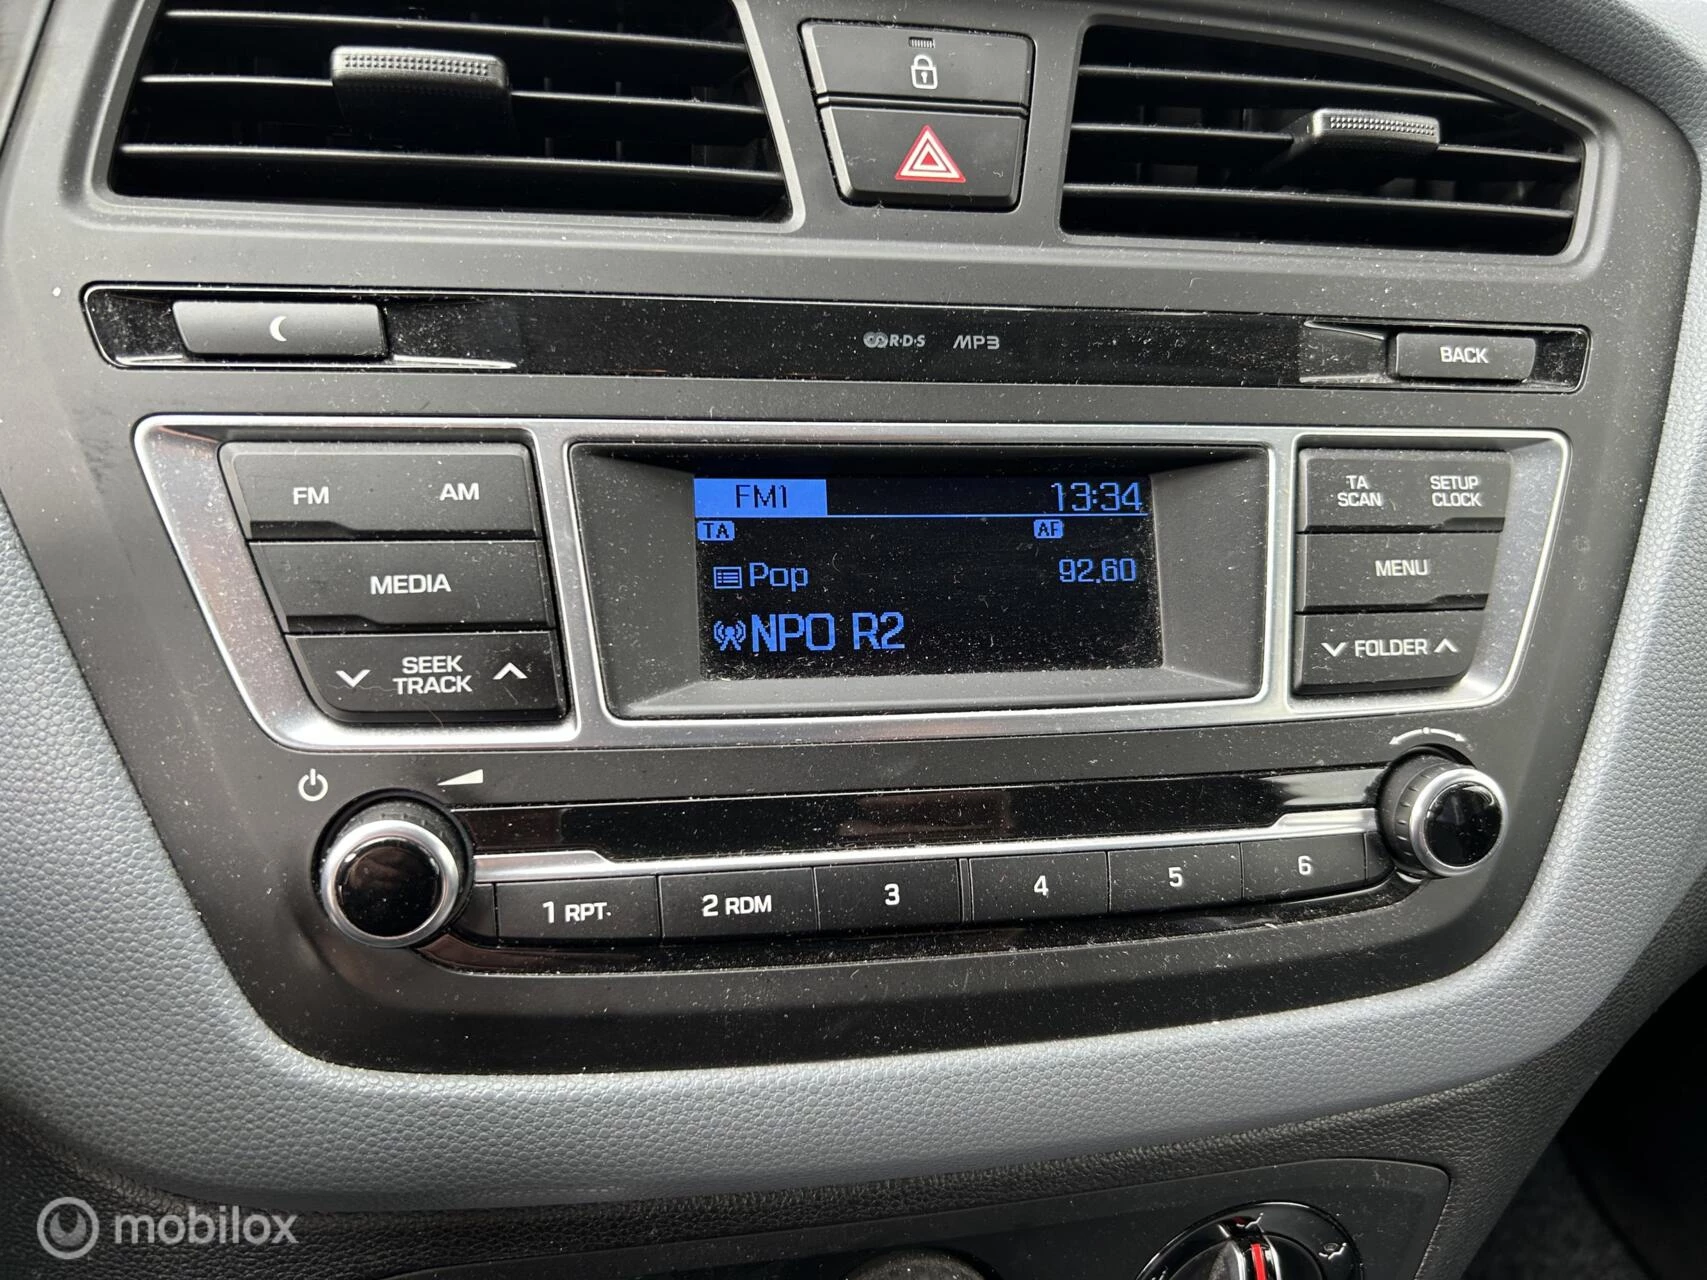 R·D·S MP3
BACK
FM AM
MEDIA
SEEK
TRACK
FM1 13:34
TA AF
Pop 92.60
NPO R2
TA
SCAN
SETUP
CLOCK
MENU
FOLDER
1 RPT 2 RDM 3 4 5 6
mobilox